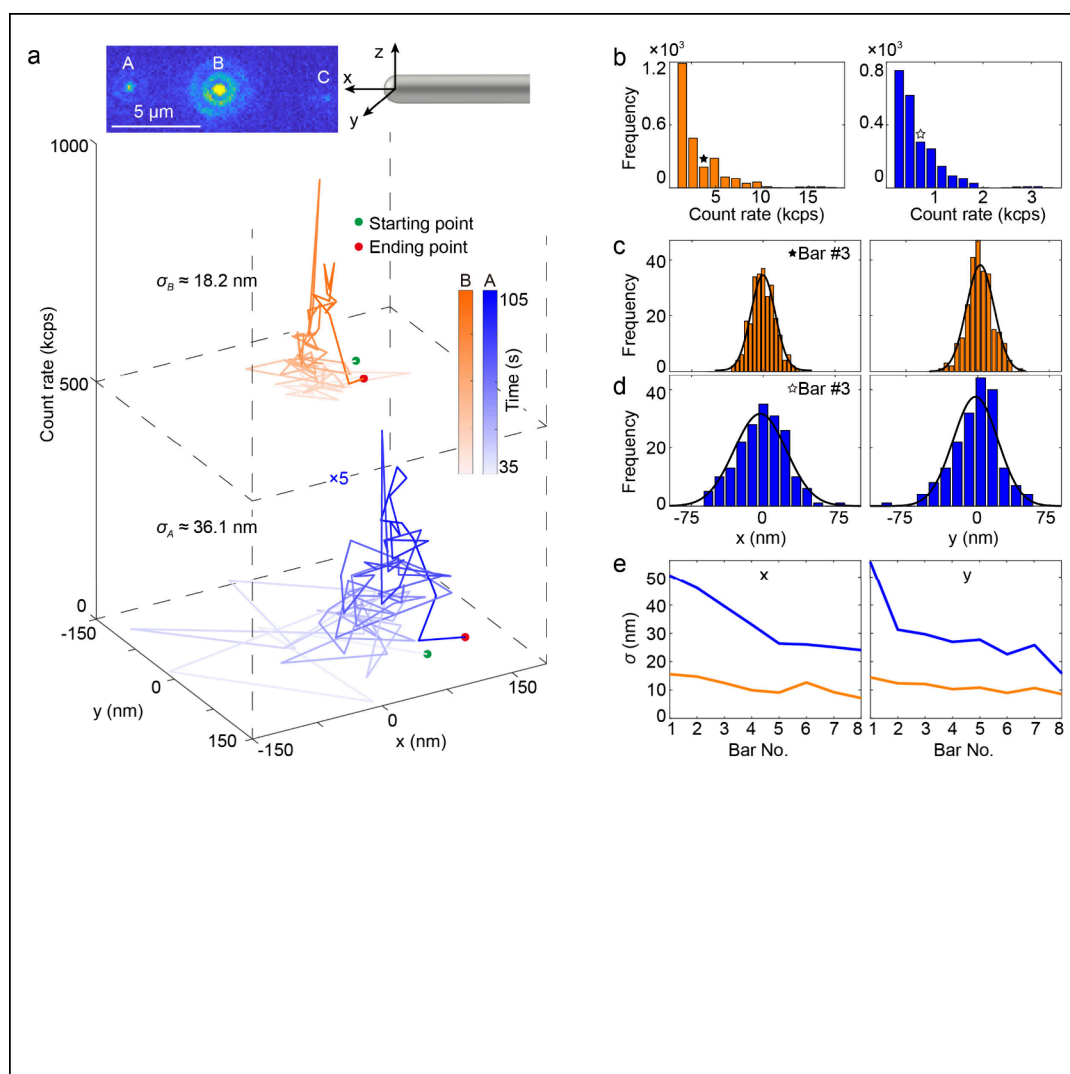 a
A
B
C
5 µm
z
x
y
1000
Starting point
Ending point
σB ≈ 18.2 nm
B A
105
Time (s)
35
Count rate (kcps)
500
×5
σA ≈ 36.1 nm
0
-150
0
150
y (nm)
-150
0
150
x (nm)
b
×10³
1.2
0.6
0
Frequency
5 10 15
Count rate (kcps)
×10³
0.8
0.4
0
1 2 3
Count rate (kcps)
c
40
20
0
Frequency
★Bar #3
d
40
20
0
Frequency
☆Bar #3
-75 0 75
x (nm)
-75 0 75
y (nm)
e
x
y
50
40
30
20
10
0
σ (nm)
1 2 3 4 5 6 7 8
Bar No.
1 2 3 4 5 6 7 8
Bar No.